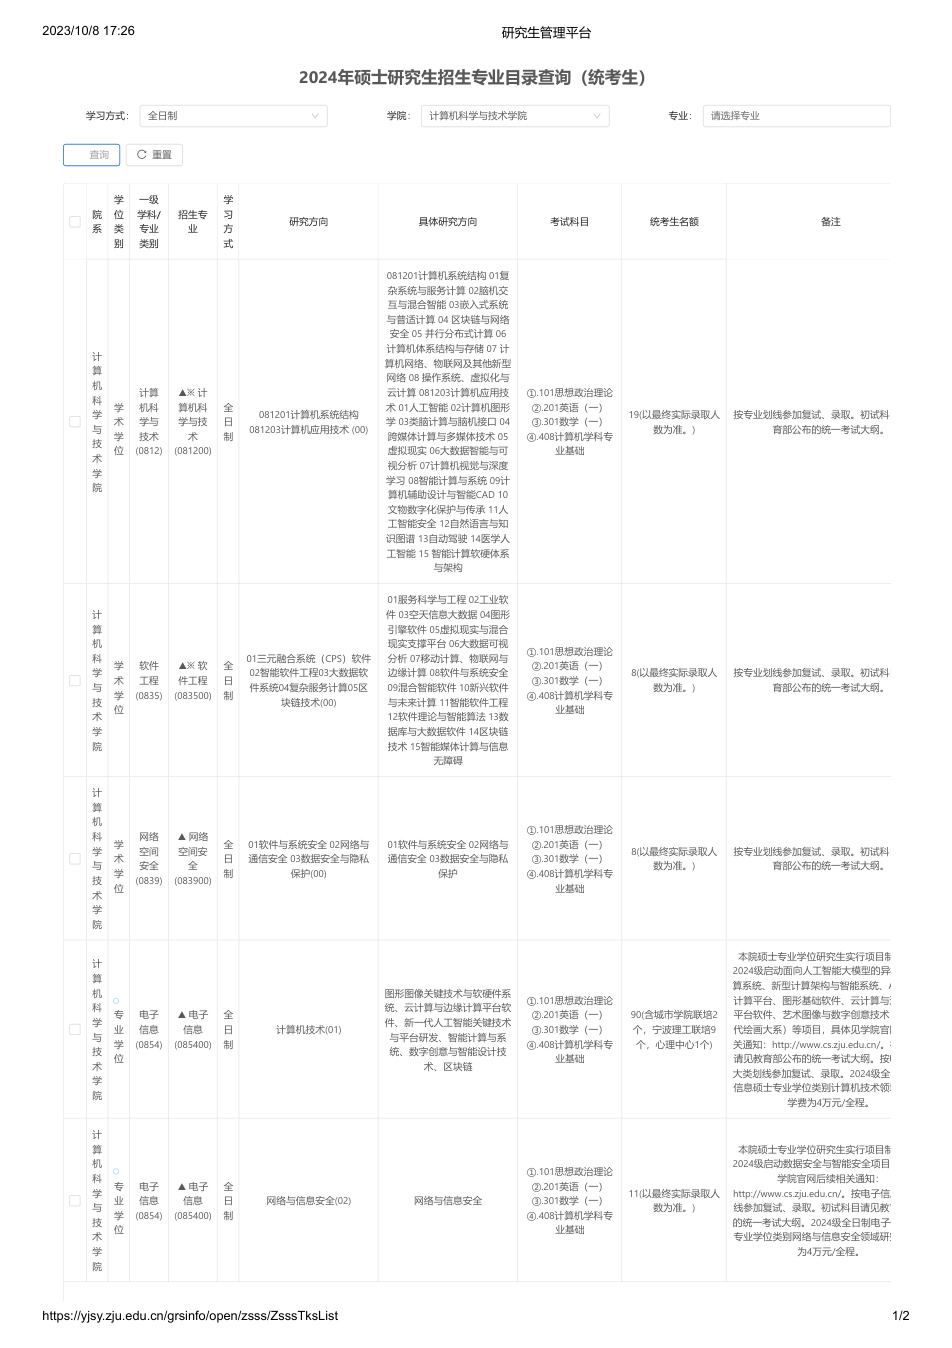 2023/10/8 17:26
研究生管理平台
2024年硕士研究生招生专业目录查询（统考生）
学习方式: 全日制
学院: 计算机科学与技术学院
专业: 请选择专业
查询
重置
院系
学位类别
一级学科/专业类别
招生专业
学习方式
研究方向
具体研究方向
考试科目
统考生名额
备注
计算机科学与技术学院
学术学位
计算
机科
学与
技术
(0812)
▲※ 计
算机科
学与技
术
(081200)
全日制
081201计算机系统结构
081203计算机应用技术 (00)
081201计算机系统结构 01复
杂系统与服务计算 02脑机交
互与混合智能 03嵌入式系统
与普适计算 04 区块链与网络
安全 05 并行分布式计算 06
计算机体系结构与存储 07 计
算机网络、物联网及其他新型
网络 08 操作系统、虚拟化与
云计算 081203计算机应用技
术 01人工智能 02计算机图形
学 03类脑计算与脑机接口 04
跨媒体计算与多媒体技术 05
虚拟现实 06大数据智能与可
视分析 07计算机视觉与深度
学习 08智能计算与系统 09计
算机辅助设计与智能CAD 10
文物数字化保护与传承 11人
工智能安全 12自然语言与知
识图谱 13自动驾驶 14医学人
工智能 15 智能计算软硬体系
与架构
①.101思想政治理论
②.201英语（一）
③.301数学（一）
④.408计算机学科专
业基础
19(以最终实际录取人
数为准。)
按专业划线参加复试、录取。初试科
育部公布的统一考试大纲。
计算机科学与技术学院
学术学位
软件
工程
(0835)
▲※ 软
件工程
(083500)
全日制
01三元融合系统（CPS）软件
02智能软件工程03大数据软
件系统04复杂服务计算05区
块链技术(00)
01服务科学与工程 02工业软
件 03空天信息大数据 04图形
引擎软件 05虚拟现实与混合
现实支撑平台 06大数据可视
分析 07移动计算、物联网与
边缘计算 08软件与系统安全
09混合智能软件 10新兴软件
与未来计算 11智能软件工程
12软件理论与智能算法 13数
据库与大数据软件 14区块链
技术 15智能媒体计算与信息
无障碍
①.101思想政治理论
②.201英语（一）
③.301数学（一）
④.408计算机学科专
业基础
8(以最终实际录取人
数为准。)
按专业划线参加复试、录取。初试科
育部公布的统一考试大纲。
计算机科学与技术学院
学术学位
网络
空间
安全
(0839)
▲ 网络
空间安
全
(083900)
全日制
01软件与系统安全 02网络与
通信安全 03数据安全与隐私
保护(00)
01软件与系统安全 02网络与
通信安全 03数据安全与隐私
保护
①.101思想政治理论
②.201英语（一）
③.301数学（一）
④.408计算机学科专
业基础
8(以最终实际录取人
数为准。)
按专业划线参加复试、录取。初试科
育部公布的统一考试大纲。
计算机科学与技术学院
○专业学位
电子
信息
(0854)
▲ 电子
信息
(085400)
全日制
计算机技术(01)
图形图像关键技术与软硬件系
统、云计算与边缘计算平台软
件、新一代人工智能关键技术
与平台研发、智能计算与系
统、数字创意与智能设计技
术、区块链
①.101思想政治理论
②.201英语（一）
③.301数学（一）
④.408计算机学科专
业基础
90(含城市学院联培2
个，宁波理工联培9
个，心理中心1个)
本院硕士专业学位研究生实行项目制
2024级启动面向人工智能大模型的异
算系统、新型计算架构与智能系统、
计算平台、图形基础软件、云计算与
平台软件、艺术图像与数字创意技术
代绘画大系）等项目，具体见学院官
关通知：http://www.cs.zju.edu.cn/。
请见教育部公布的统一考试大纲。按
大类划线参加复试、录取。2024级全
信息硕士专业学位类别计算机技术领
学费为4万元/全程。
计算机科学与技术学院
○专业学位
电子
信息
(0854)
▲ 电子
信息
(085400)
全日制
网络与信息安全(02)
网络与信息安全
①.101思想政治理论
②.201英语（一）
③.301数学（一）
④.408计算机学科专
业基础
11(以最终实际录取人
数为准。)
本院硕士专业学位研究生实行项目制
2024级启动数据安全与智能安全项目
学院官网后续相关通知：
http://www.cs.zju.edu.cn/。按电子信
线参加复试、录取。初试科目请见教
的统一考试大纲。2024级全日制电子
专业学位类别网络与信息安全领域研
为4万元/全程。
https://yjsy.zju.edu.cn/grsinfo/open/zsss/ZsssTksList
1/2